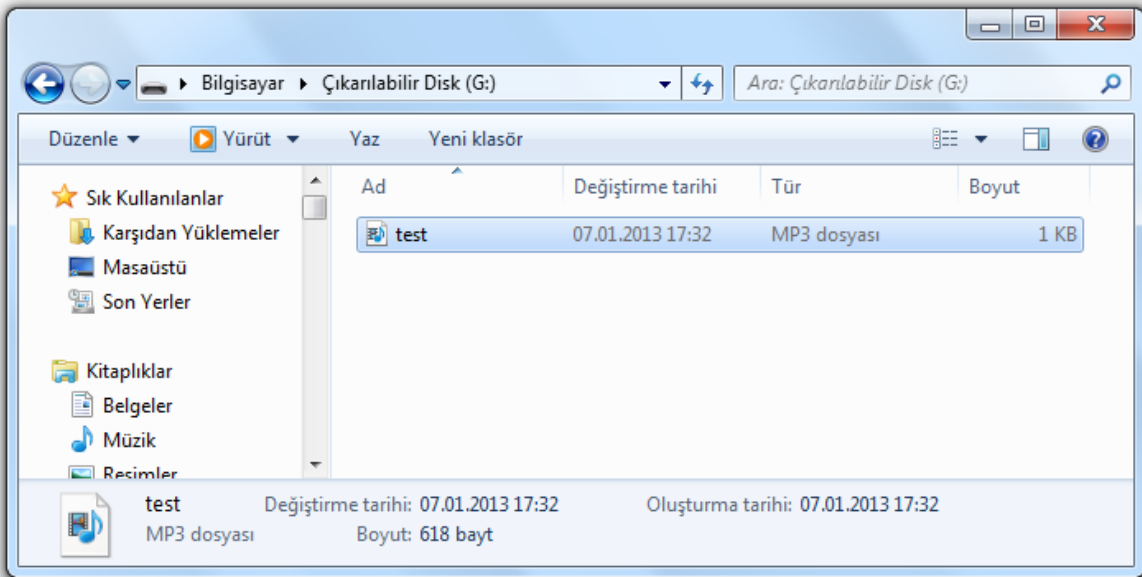 Bilgisayar Çıkarılabilir Disk (G:) Ara: Çıkarılabilir Disk (G:)
Düzenle Yürüt Yaz Yeni klasör
Sık Kullanılanlar
Karşıdan Yüklemeler
Masaüstü
Son Yerler
Kitaplıklar
Belgeler
Müzik
Resimler
Ad Değiştirme tarihi Tür Boyut
test 07.01.2013 17:32 MP3 dosyası 1 KB
test Değiştirme tarihi: 07.01.2013 17:32 Oluşturma tarihi: 07.01.2013 17:32
MP3 dosyası Boyut: 618 bayt